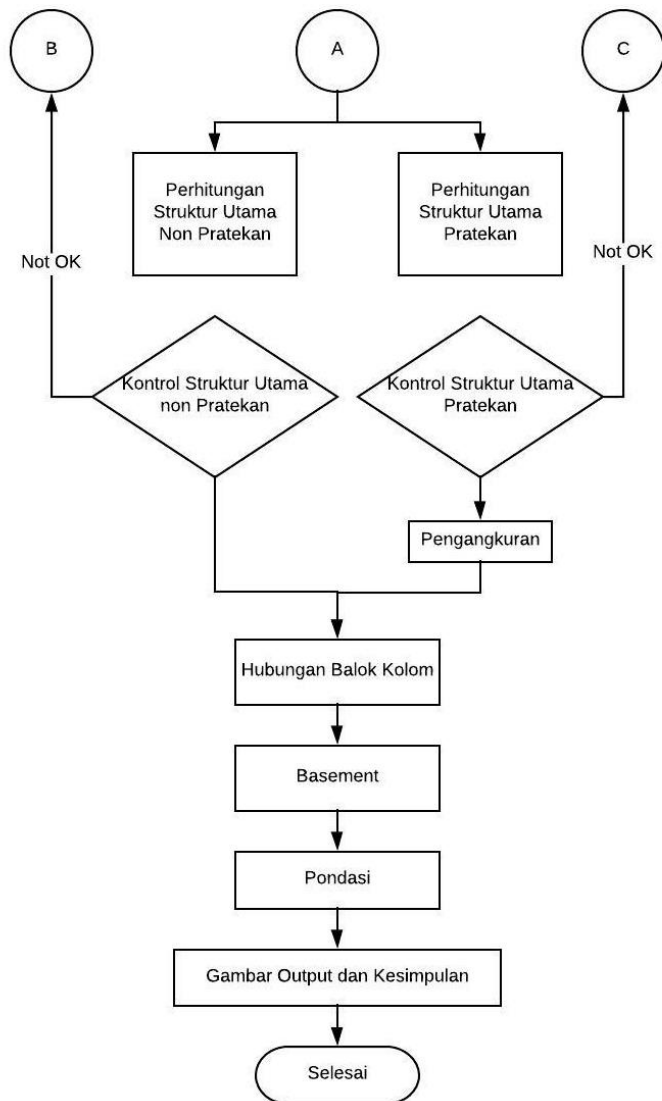 B
A
C
Perhitungan
Struktur Utama
Non Pratekan
Perhitungan
Struktur Utama
Pratekan
Not OK
Not OK
Kontrol Struktur Utama
non Pratekan
Kontrol Struktur Utama
Pratekan
Pengangkuran
Hubungan Balok Kolom
Basement
Pondasi
Gambar Output dan Kesimpulan
Selesai